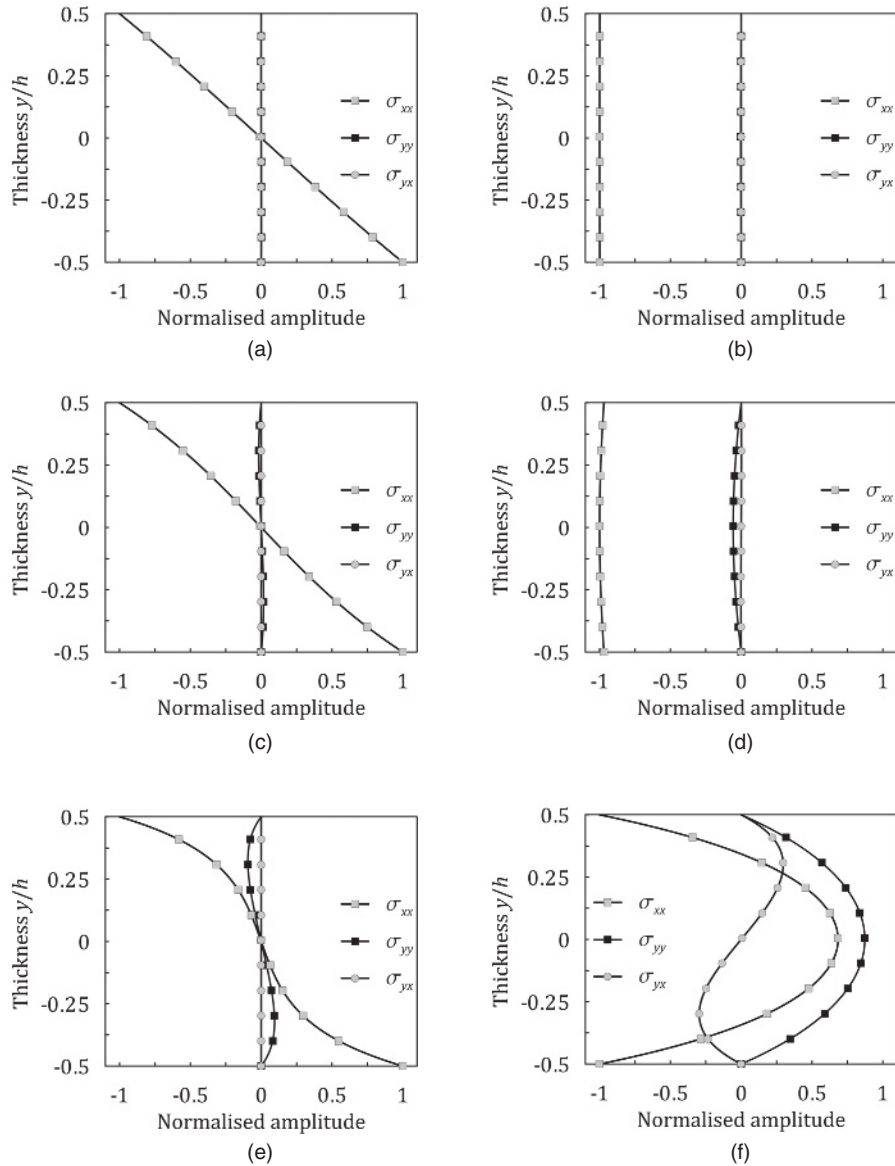 0.5
0.25
0
-0.25
-0.5
Thickness y/h
-1 -0.5 0 0.5 1
Normalised amplitude
σxx
σyy
σyx
(a)
0.5
0.25
0
-0.25
-0.5
Thickness y/h
-1 -0.5 0 0.5 1
Normalised amplitude
σxx
σyy
σyx
(b)
0.5
0.25
0
-0.25
-0.5
Thickness y/h
-1 -0.5 0 0.5 1
Normalised amplitude
σxx
σyy
σyx
(c)
0.5
0.25
0
-0.25
-0.5
Thickness y/h
-1 -0.5 0 0.5 1
Normalised amplitude
σxx
σyy
σyx
(d)
0.5
0.25
0
-0.25
-0.5
Thickness y/h
-1 -0.5 0 0.5 1
Normalised amplitude
σxx
σyy
σyx
(e)
0.5
0.25
0
-0.25
-0.5
Thickness y/h
-1 -0.5 0 0.5 1
Normalised amplitude
σxx
σyy
σyx
(f)